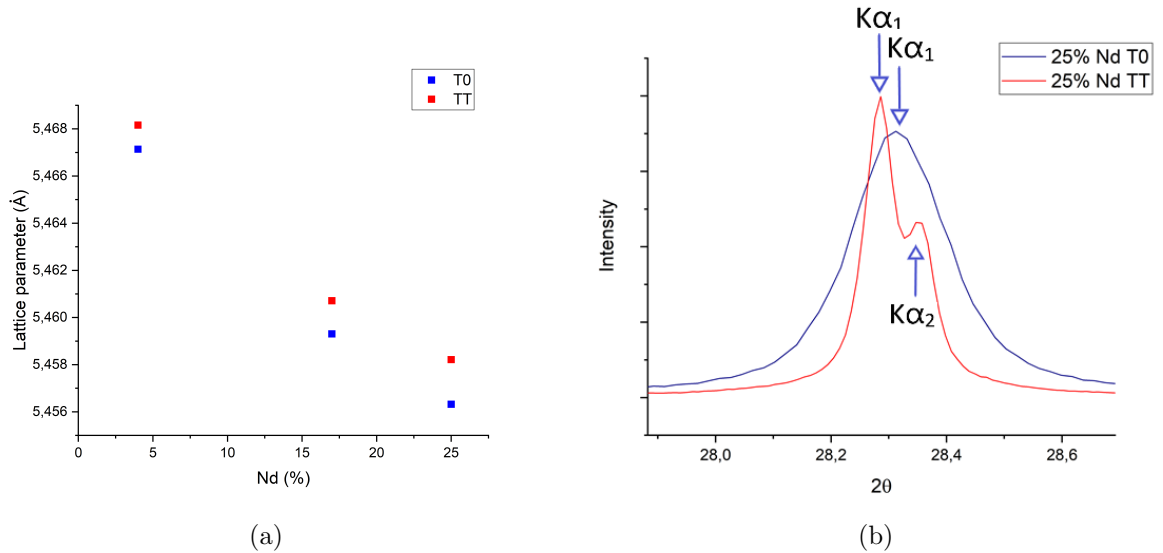 T0
TT
5,468
5,466
5,464
5,462
5,460
5,458
5,456
Lattice parameter (Å)
0
5
10
15
20
25
Nd (%)
(a)
Kα₁
Kα₁
25% Nd T0
25% Nd TT
Intensity
Kα₂
28,0
28,2
28,4
28,6
2θ
(b)